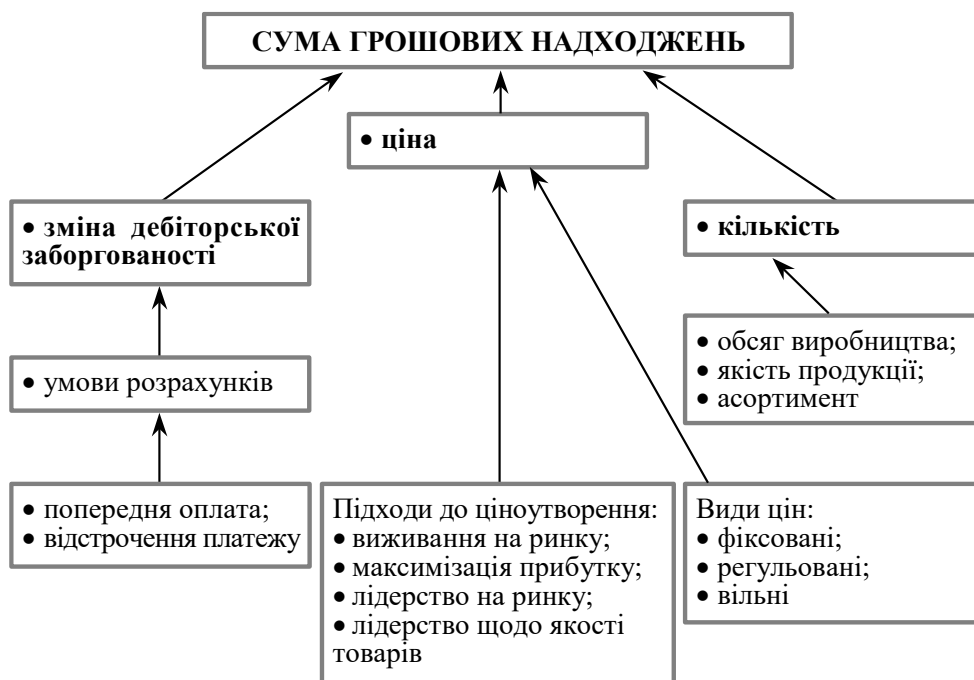 СУМА ГРОШОВИХ НАДХОДЖЕНЬ
• ціна
• зміна дебіторської
заборгованості
• кількість
• умови розрахунків
• обсяг виробництва;
• якість продукції;
• асортимент
• попередня оплата;
• відстрочення платежу
Підходи до ціноутворення:
• виживання на ринку;
• максимізація прибутку;
• лідерство на ринку;
• лідерство щодо якості
товарів
Види цін:
• фіксовані;
• регульовані;
• вільні